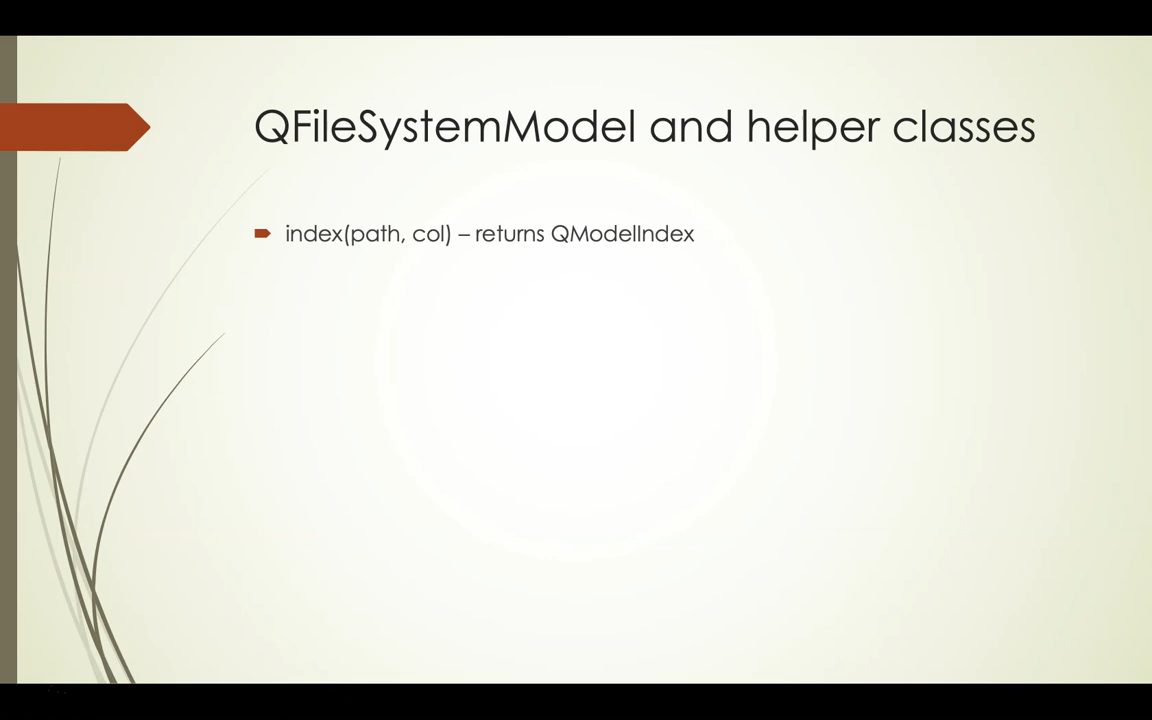 QFileSystemModel and helper classes
index(path, col) – returns QModelIndex